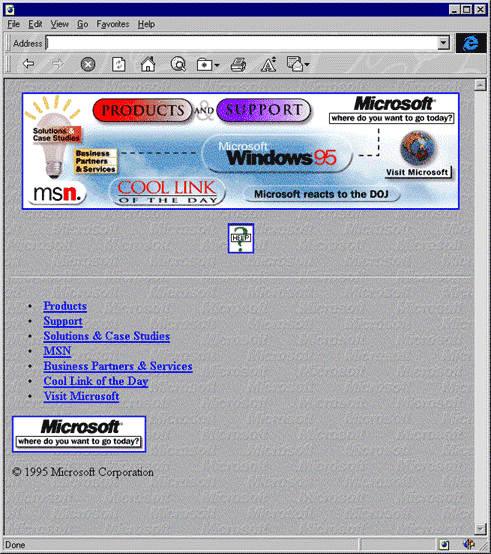 File Edit View Go Favorites Help
Address
PRODUCTS AND & SUPPORT
Microsoft®
where do you want to go today?
Solutions &
Case Studies
Business
Partners
& Services
Microsoft
Windows95
Visit Microsoft
msn.
COOL LINK
OF THE DAY
Microsoft reacts to the DOJ
HELP
?
• Products
• Support
• Solutions & Case Studies
• MSN
• Business Partners & Services
• Cool Link of the Day
• Visit Microsoft
Microsoft®
where do you want to go today?
© 1995 Microsoft Corporation
Done